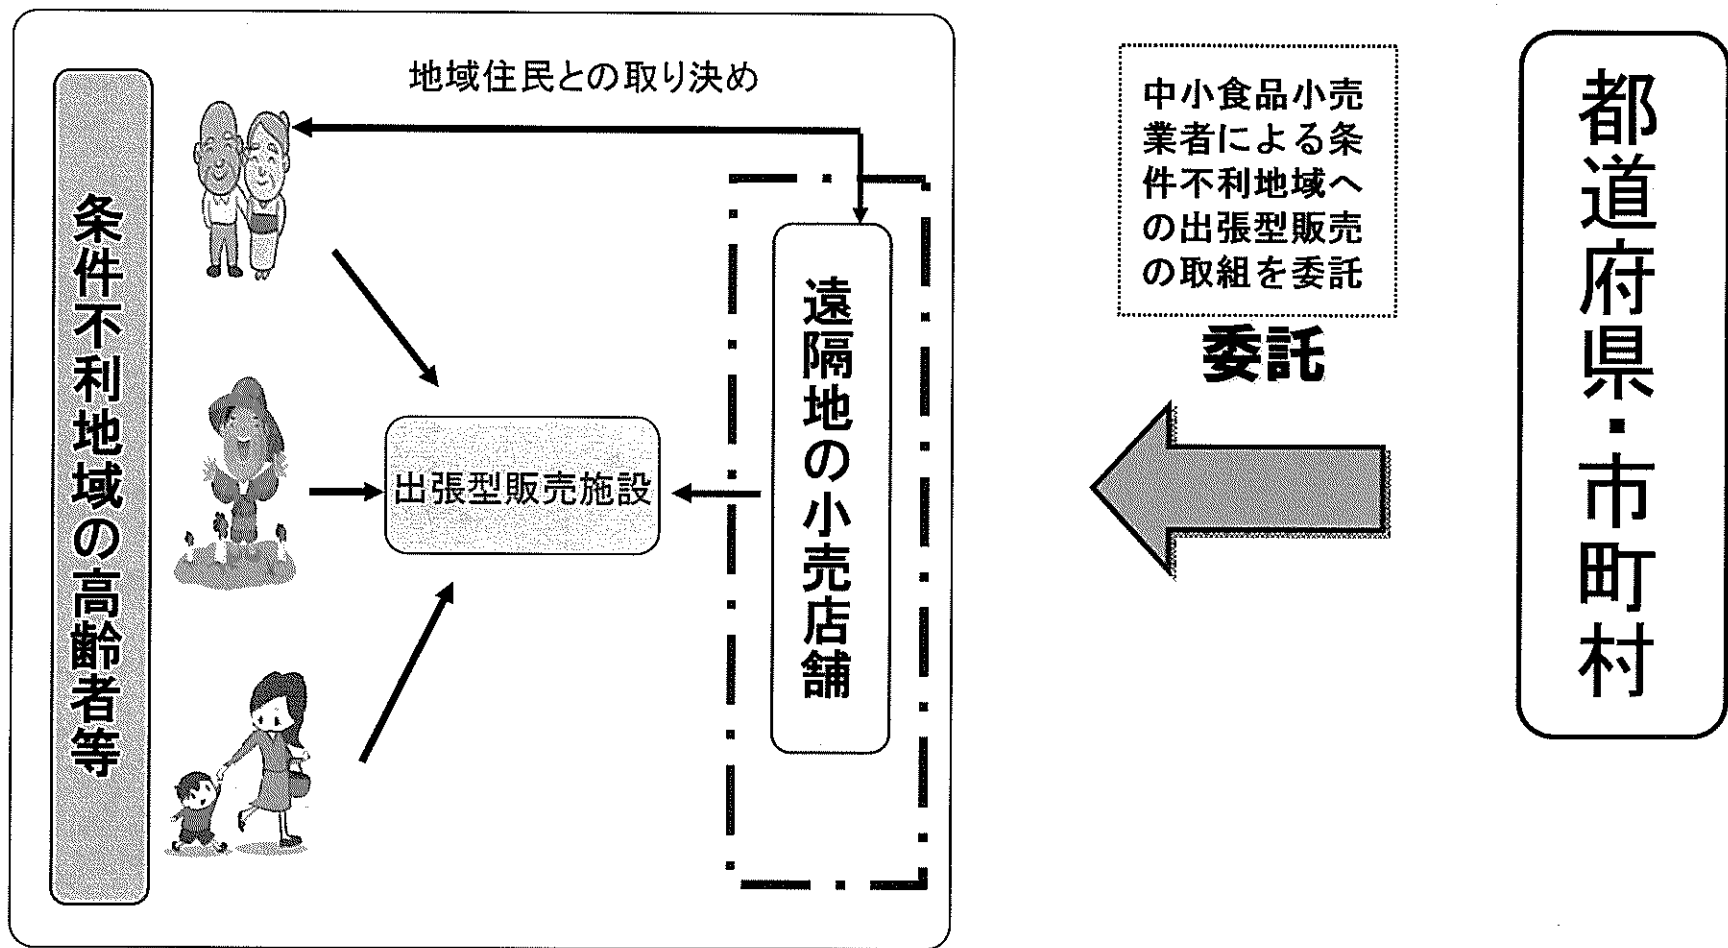 地域住民との取り決め
条件不利地域の高齢者等
出張型販売施設
遠隔地の小売店舗
中小食品小売
業者による条
件不利地域へ
の出張型販売
の取組を委託
委託
都道府県・市町村